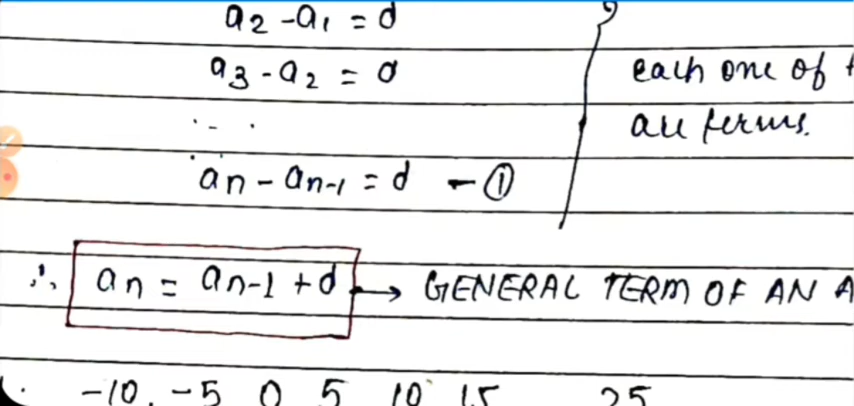 a2 - a1 = d
a3 - a2 = d
each one of
are terms.
. - .
an - an-1 = d - ①
∴ an = an-1 + d → GENERAL TERM OF AN A
-10, -5 0 5 10 15 25